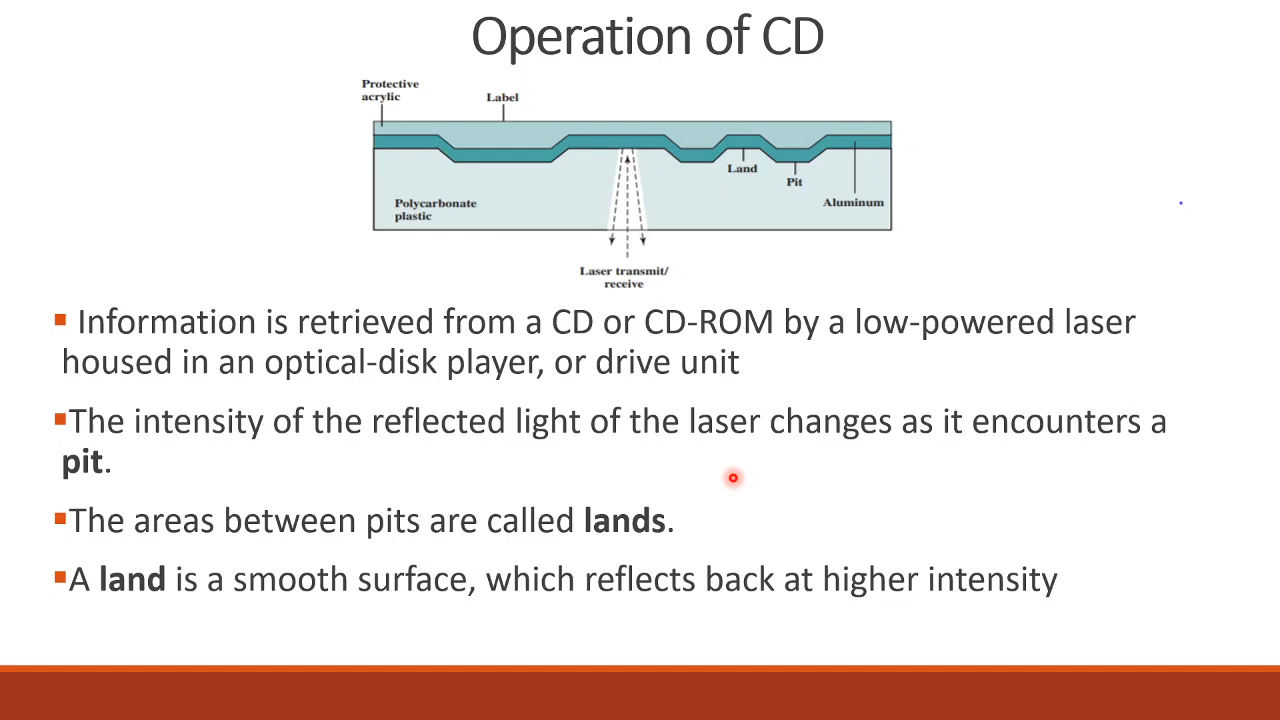 Operation of CD
Protective
acrylic
Label
Land
Pit
Polycarbonate
plastic
Aluminum
Laser transmit/
receive
Information is retrieved from a CD or CD-ROM by a low-powered laser
housed in an optical-disk player, or drive unit
The intensity of the reflected light of the laser changes as it encounters a
pit.
The areas between pits are called lands.
A land is a smooth surface, which reflects back at higher intensity